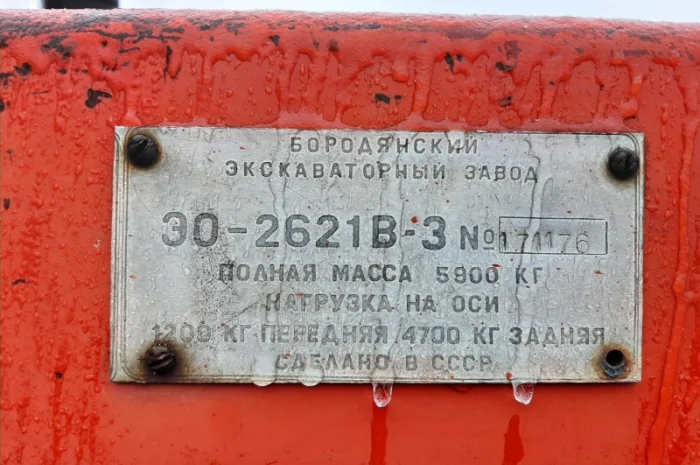 БОРОДЯНСКИЙ
ЭКСКАВАТОРНЫЙ ЗАВОД
ЭО-2621В-3 №171176
ПОЛНАЯ МАССА 5900 КГ
НАГРУЗКА НА ОСИ
1200 КГ ПЕРЕДНЯЯ 4700 КГ ЗАДНЯЯ
СДЕЛАНО В СССР